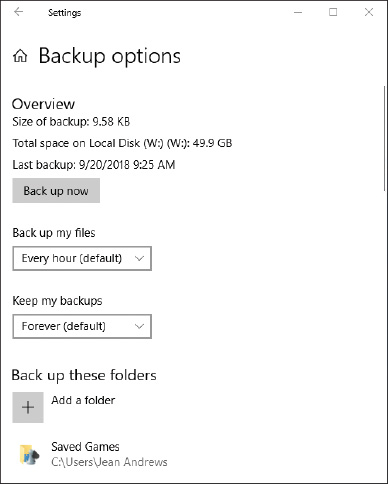 Settings
Backup options
Overview
Size of backup: 9.58 KB
Total space on Local Disk (W:) (W:): 49.9 GB
Last backup: 9/20/2018 9:25 AM
Back up now
Back up my files
Every hour (default)
Keep my backups
Forever (default)
Back up these folders
Add a folder
Saved Games
C:\Users\Jean Andrews